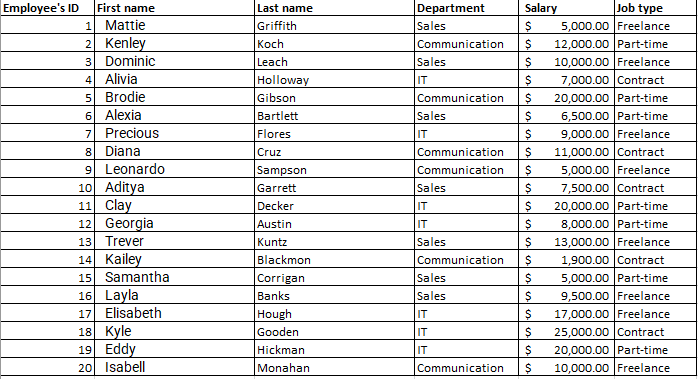 Employee's ID First name Last name Department Salary Job type
1 Mattie Griffith Sales $ 5,000.00 Freelance
2 Kenley Koch Communication $ 12,000.00 Part-time
3 Dominic Leach Sales $ 10,000.00 Freelance
4 Alivia Holloway IT $ 7,000.00 Contract
5 Brodie Gibson Communication $ 20,000.00 Part-time
6 Alexia Bartlett Sales $ 6,500.00 Part-time
7 Precious Flores IT $ 9,000.00 Freelance
8 Diana Cruz Communication $ 11,000.00 Contract
9 Leonardo Sampson Communication $ 5,000.00 Freelance
10 Aditya Garrett Sales $ 7,500.00 Contract
11 Clay Decker IT $ 20,000.00 Part-time
12 Georgia Austin IT $ 8,000.00 Part-time
13 Trever Kuntz Sales $ 13,000.00 Freelance
14 Kailey Blackmon Communication $ 1,900.00 Contract
15 Samantha Corrigan Sales $ 5,000.00 Part-time
16 Layla Banks Sales $ 9,500.00 Freelance
17 Elisabeth Hough IT $ 17,000.00 Freelance
18 Kyle Gooden IT $ 25,000.00 Contract
19 Eddy Hickman IT $ 20,000.00 Part-time
20 Isabell Monahan Communication $ 10,000.00 Freelance